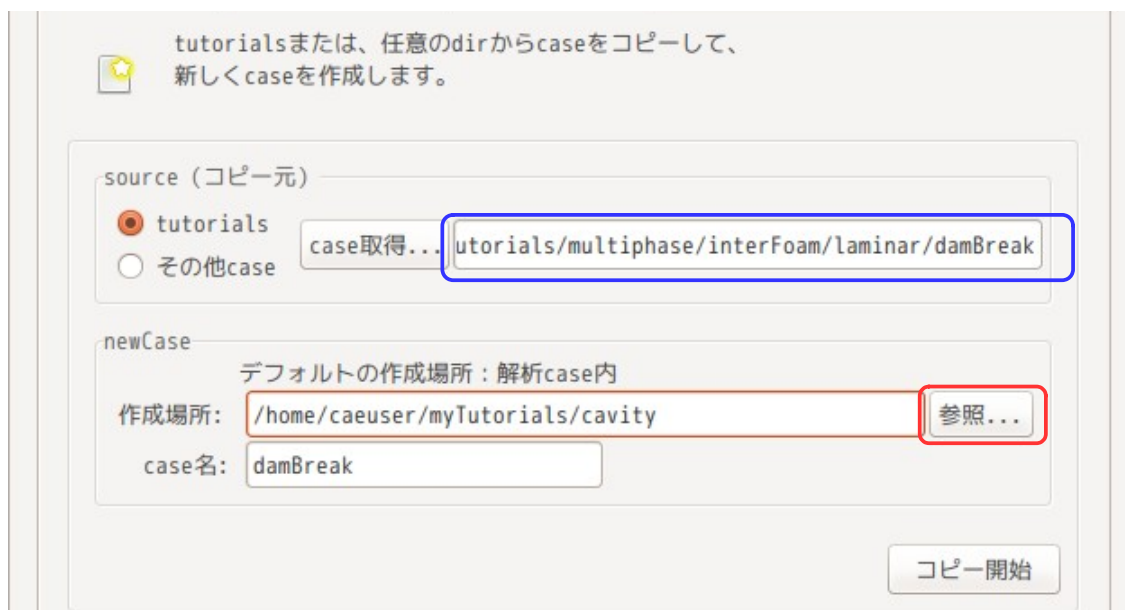 tutorialsまたは、任意のdirからcaseをコピーして、
新しくcaseを作成します。
source (コピー元)
tutorials
その他case
case取得...
utorials/multiphase/interFoam/laminar/damBreak
newCase
デフォルトの作成場所：解析case内
作成場所: /home/caeuser/myTutorials/cavity 参照...
case名: damBreak
コピー開始